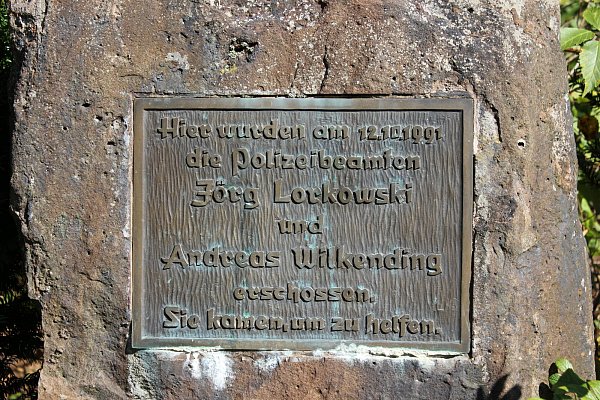 Hier wurden am 12.10.1991
die Polizeibeamten
Jörg Lorkowski
und
Andreas Wilkending
erschossen.
Sie kamen, um zu helfen.